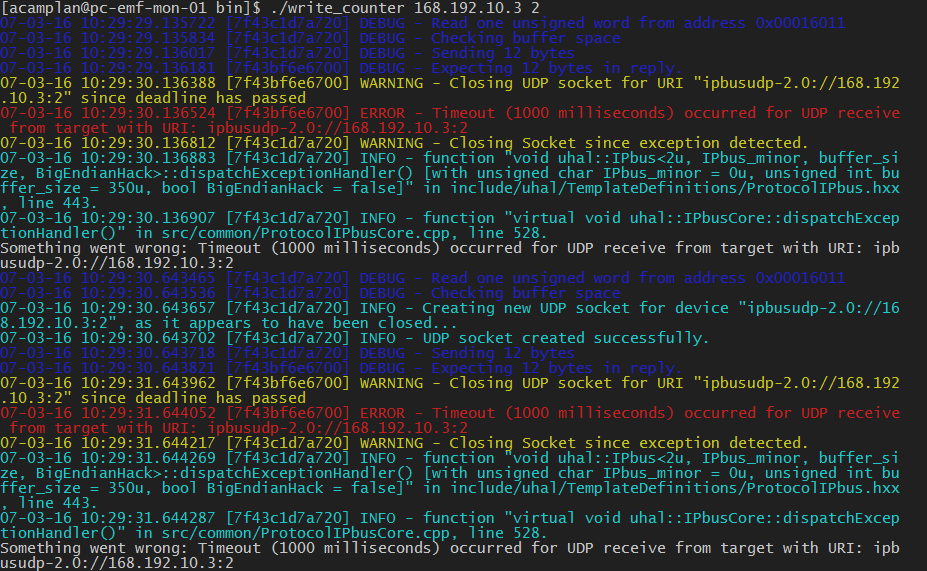 [acamplan@pc-emf-mon-01 bin]$ ./write_counter 168.192.10.3 2
07-03-16 10:29:29.135722 [7f43c1d7a720] DEBUG - Read one unsigned word from address 0x00016011
07-03-16 10:29:29.135834 [7f43c1d7a720] DEBUG - Checking buffer space
07-03-16 10:29:29.136017 [7f43c1d7a720] DEBUG - Sending 12 bytes
07-03-16 10:29:29.136181 [7f43bf6e6700] DEBUG - Expecting 12 bytes in reply.
07-03-16 10:29:30.136388 [7f43bf6e6700] WARNING - Closing UDP socket for URI "ipbusudp-2.0://168.192
.10.3:2" since deadline has passed
07-03-16 10:29:30.136524 [7f43bf6e6700] ERROR - Timeout (1000 milliseconds) occurred for UDP receive
 from target with URI: ipbusudp-2.0://168.192.10.3:2
07-03-16 10:29:30.136812 [7f43bf6e6700] WARNING - Closing Socket since exception detected.
07-03-16 10:29:30.136883 [7f43c1d7a720] INFO - function "void uhal::IPbus<2u, IPbus_minor, buffer_si
ze, BigEndianHack>::dispatchExceptionHandler() [with unsigned char IPbus_minor = 0u, unsigned int bu
ffer_size = 350u, bool BigEndianHack = false]" in include/uhal/TemplateDefinitions/ProtocolIPbus.hxx
, line 443.
07-03-16 10:29:30.136907 [7f43c1d7a720] INFO - function "virtual void uhal::IPbusCore::dispatchExcep
tionHandler()" in src/common/ProtocolIPbusCore.cpp, line 528.
Something went wrong: Timeout (1000 milliseconds) occurred for UDP receive from target with URI: ipb
usudp-2.0://168.192.10.3:2
07-03-16 10:29:30.643465 [7f43c1d7a720] DEBUG - Read one unsigned word from address 0x00016011
07-03-16 10:29:30.643536 [7f43c1d7a720] DEBUG - Checking buffer space
07-03-16 10:29:30.643657 [7f43c1d7a720] INFO - Creating new UDP socket for device "ipbusudp-2.0://16
8.192.10.3:2", as it appears to have been closed...
07-03-16 10:29:30.643702 [7f43c1d7a720] INFO - UDP socket created successfully.
07-03-16 10:29:30.643718 [7f43c1d7a720] DEBUG - Sending 12 bytes
07-03-16 10:29:30.643821 [7f43bf6e6700] DEBUG - Expecting 12 bytes in reply.
07-03-16 10:29:31.643962 [7f43bf6e6700] WARNING - Closing UDP socket for URI "ipbusudp-2.0://168.192
.10.3:2" since deadline has passed
07-03-16 10:29:31.644052 [7f43bf6e6700] ERROR - Timeout (1000 milliseconds) occurred for UDP receive
 from target with URI: ipbusudp-2.0://168.192.10.3:2
07-03-16 10:29:31.644217 [7f43bf6e6700] WARNING - Closing Socket since exception detected.
07-03-16 10:29:31.644269 [7f43c1d7a720] INFO - function "void uhal::IPbus<2u, IPbus_minor, buffer_si
ze, BigEndianHack>::dispatchExceptionHandler() [with unsigned char IPbus_minor = 0u, unsigned int bu
ffer_size = 350u, bool BigEndianHack = false]" in include/uhal/TemplateDefinitions/ProtocolIPbus.hxx
, line 443.
07-03-16 10:29:31.644287 [7f43c1d7a720] INFO - function "virtual void uhal::IPbusCore::dispatchExcep
tionHandler()" in src/common/ProtocolIPbusCore.cpp, line 528.
Something went wrong: Timeout (1000 milliseconds) occurred for UDP receive from target with URI: ipb
usudp-2.0://168.192.10.3:2